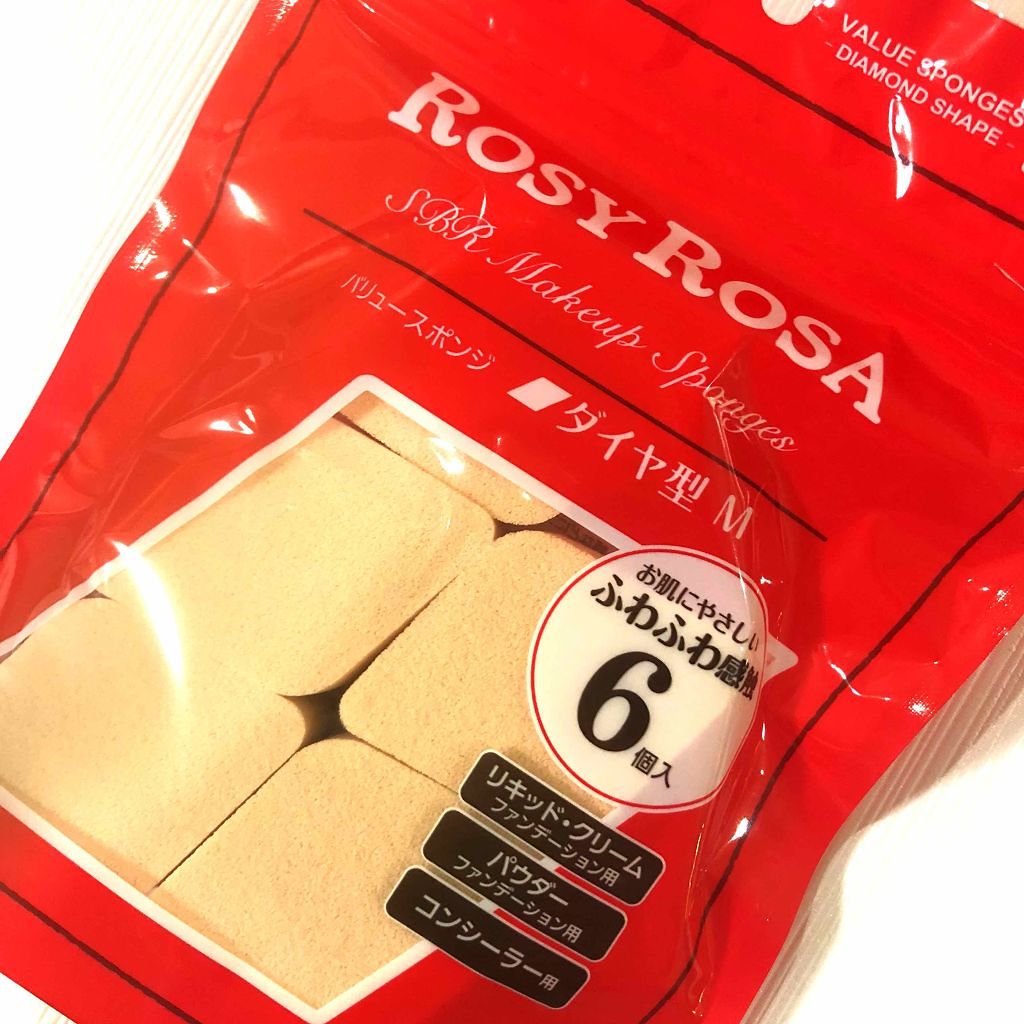 VALUE SPONGES
- DIAMOND SHAPE -
ROSY ROSA
SBR Makeup Sponges
バリュースポンジ
ダイヤ型 M
お肌にやさしい
ふわふわ感触
6個入
リキッド・クリーム
ファンデーション用
パウダー
ファンデーション用
コンシーラー用